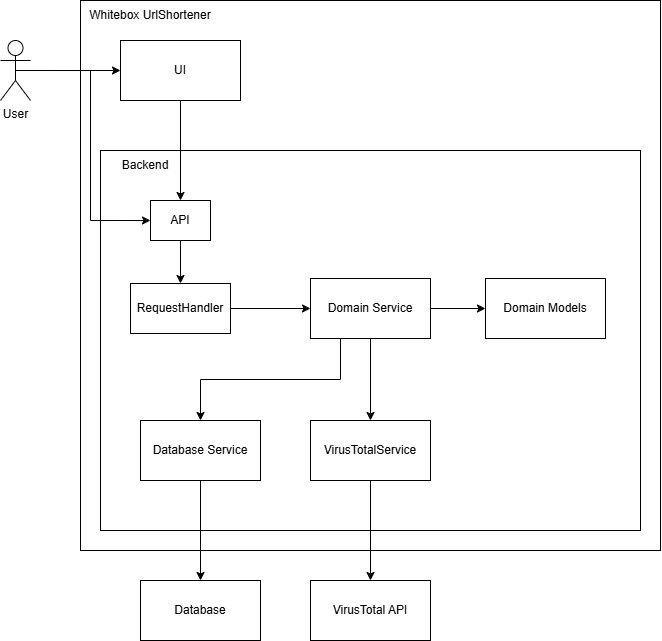 Whitebox UrlShortener
UI
User
Backend
API
RequestHandler
Domain Service
Domain Models
Database Service
VirusTotalService
Database
VirusTotal API